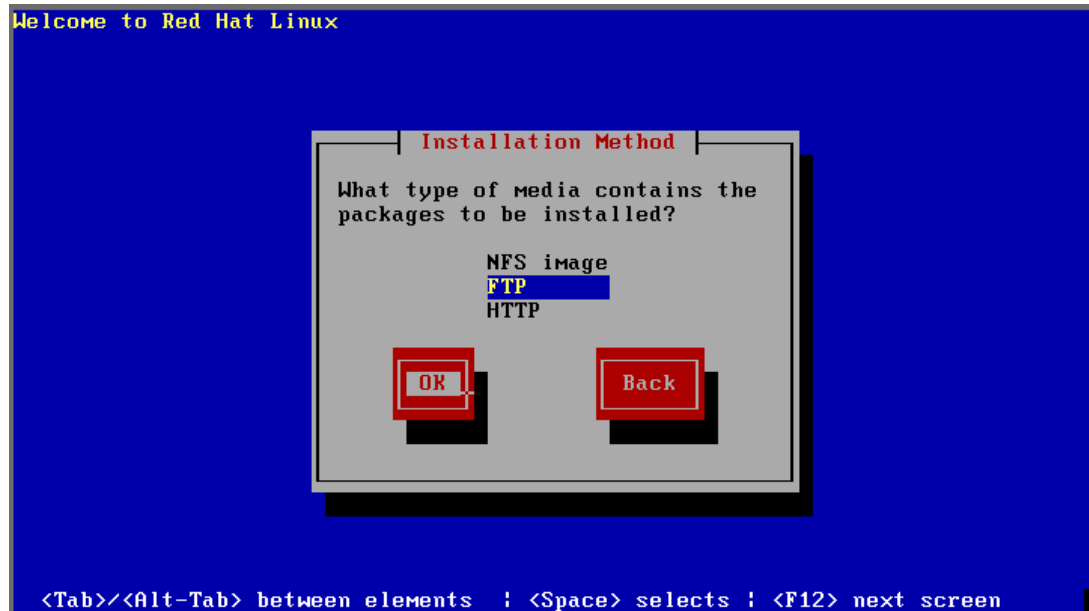 Welcome to Red Hat Linux
Installation Method
What type of media contains the
packages to be installed?
NFS image
FTP
HTTP
OK
Back
<Tab>/<Alt-Tab> between elements ¦ <Space> selects ¦ <F12> next screen